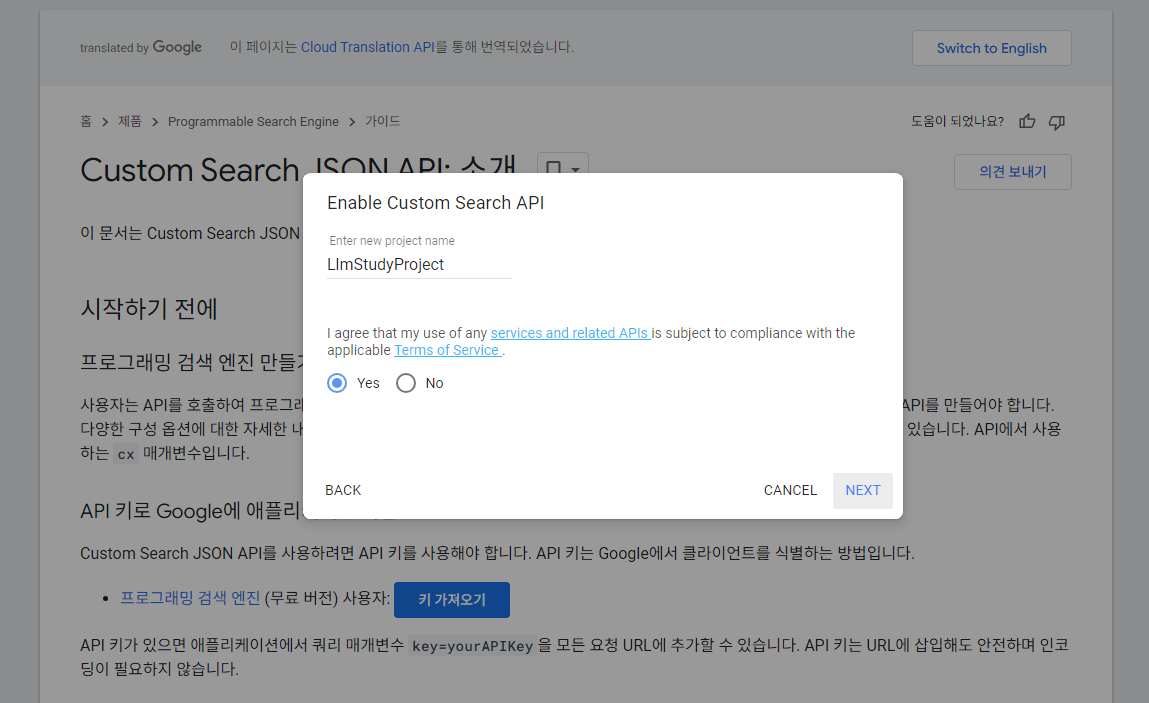 translated by Google
이 페이지는 Cloud Translation API를 통해 번역되었습니다.
Switch to English
홈 > 제품 > Programmable Search Engine > 가이드
도움이 되었나요?
Custom Search JSON API: 소개
의견 보내기
이 문서는 Custom Search JSON
시작하기 전에
프로그래밍 검색 엔진 만들기
사용자는 API를 호출하여 프로그래
API를 만들어야 합니다.
다양한 구성 옵션에 대한 자세한 내
있습니다. API에서 사용
하는 cx 매개변수입니다.
API 키로 Google에 애플리
Custom Search JSON API를 사용하려면 API 키를 사용해야 합니다. API 키는 Google에서 클라이언트를 식별하는 방법입니다.
• 프로그래밍 검색 엔진 (무료 버전) 사용자: 키 가져오기
API 키가 있으면 애플리케이션에서 쿼리 매개변수 key=yourAPIKey 을 모든 요청 URL에 추가할 수 있습니다. API 키는 URL에 삽입해도 안전하며 인코
딩이 필요하지 않습니다.
Enable Custom Search API
Enter new project name
LlmStudyProject
I agree that my use of any services and related APIs is subject to compliance with the
applicable Terms of Service .
Yes No
BACK
CANCEL
NEXT